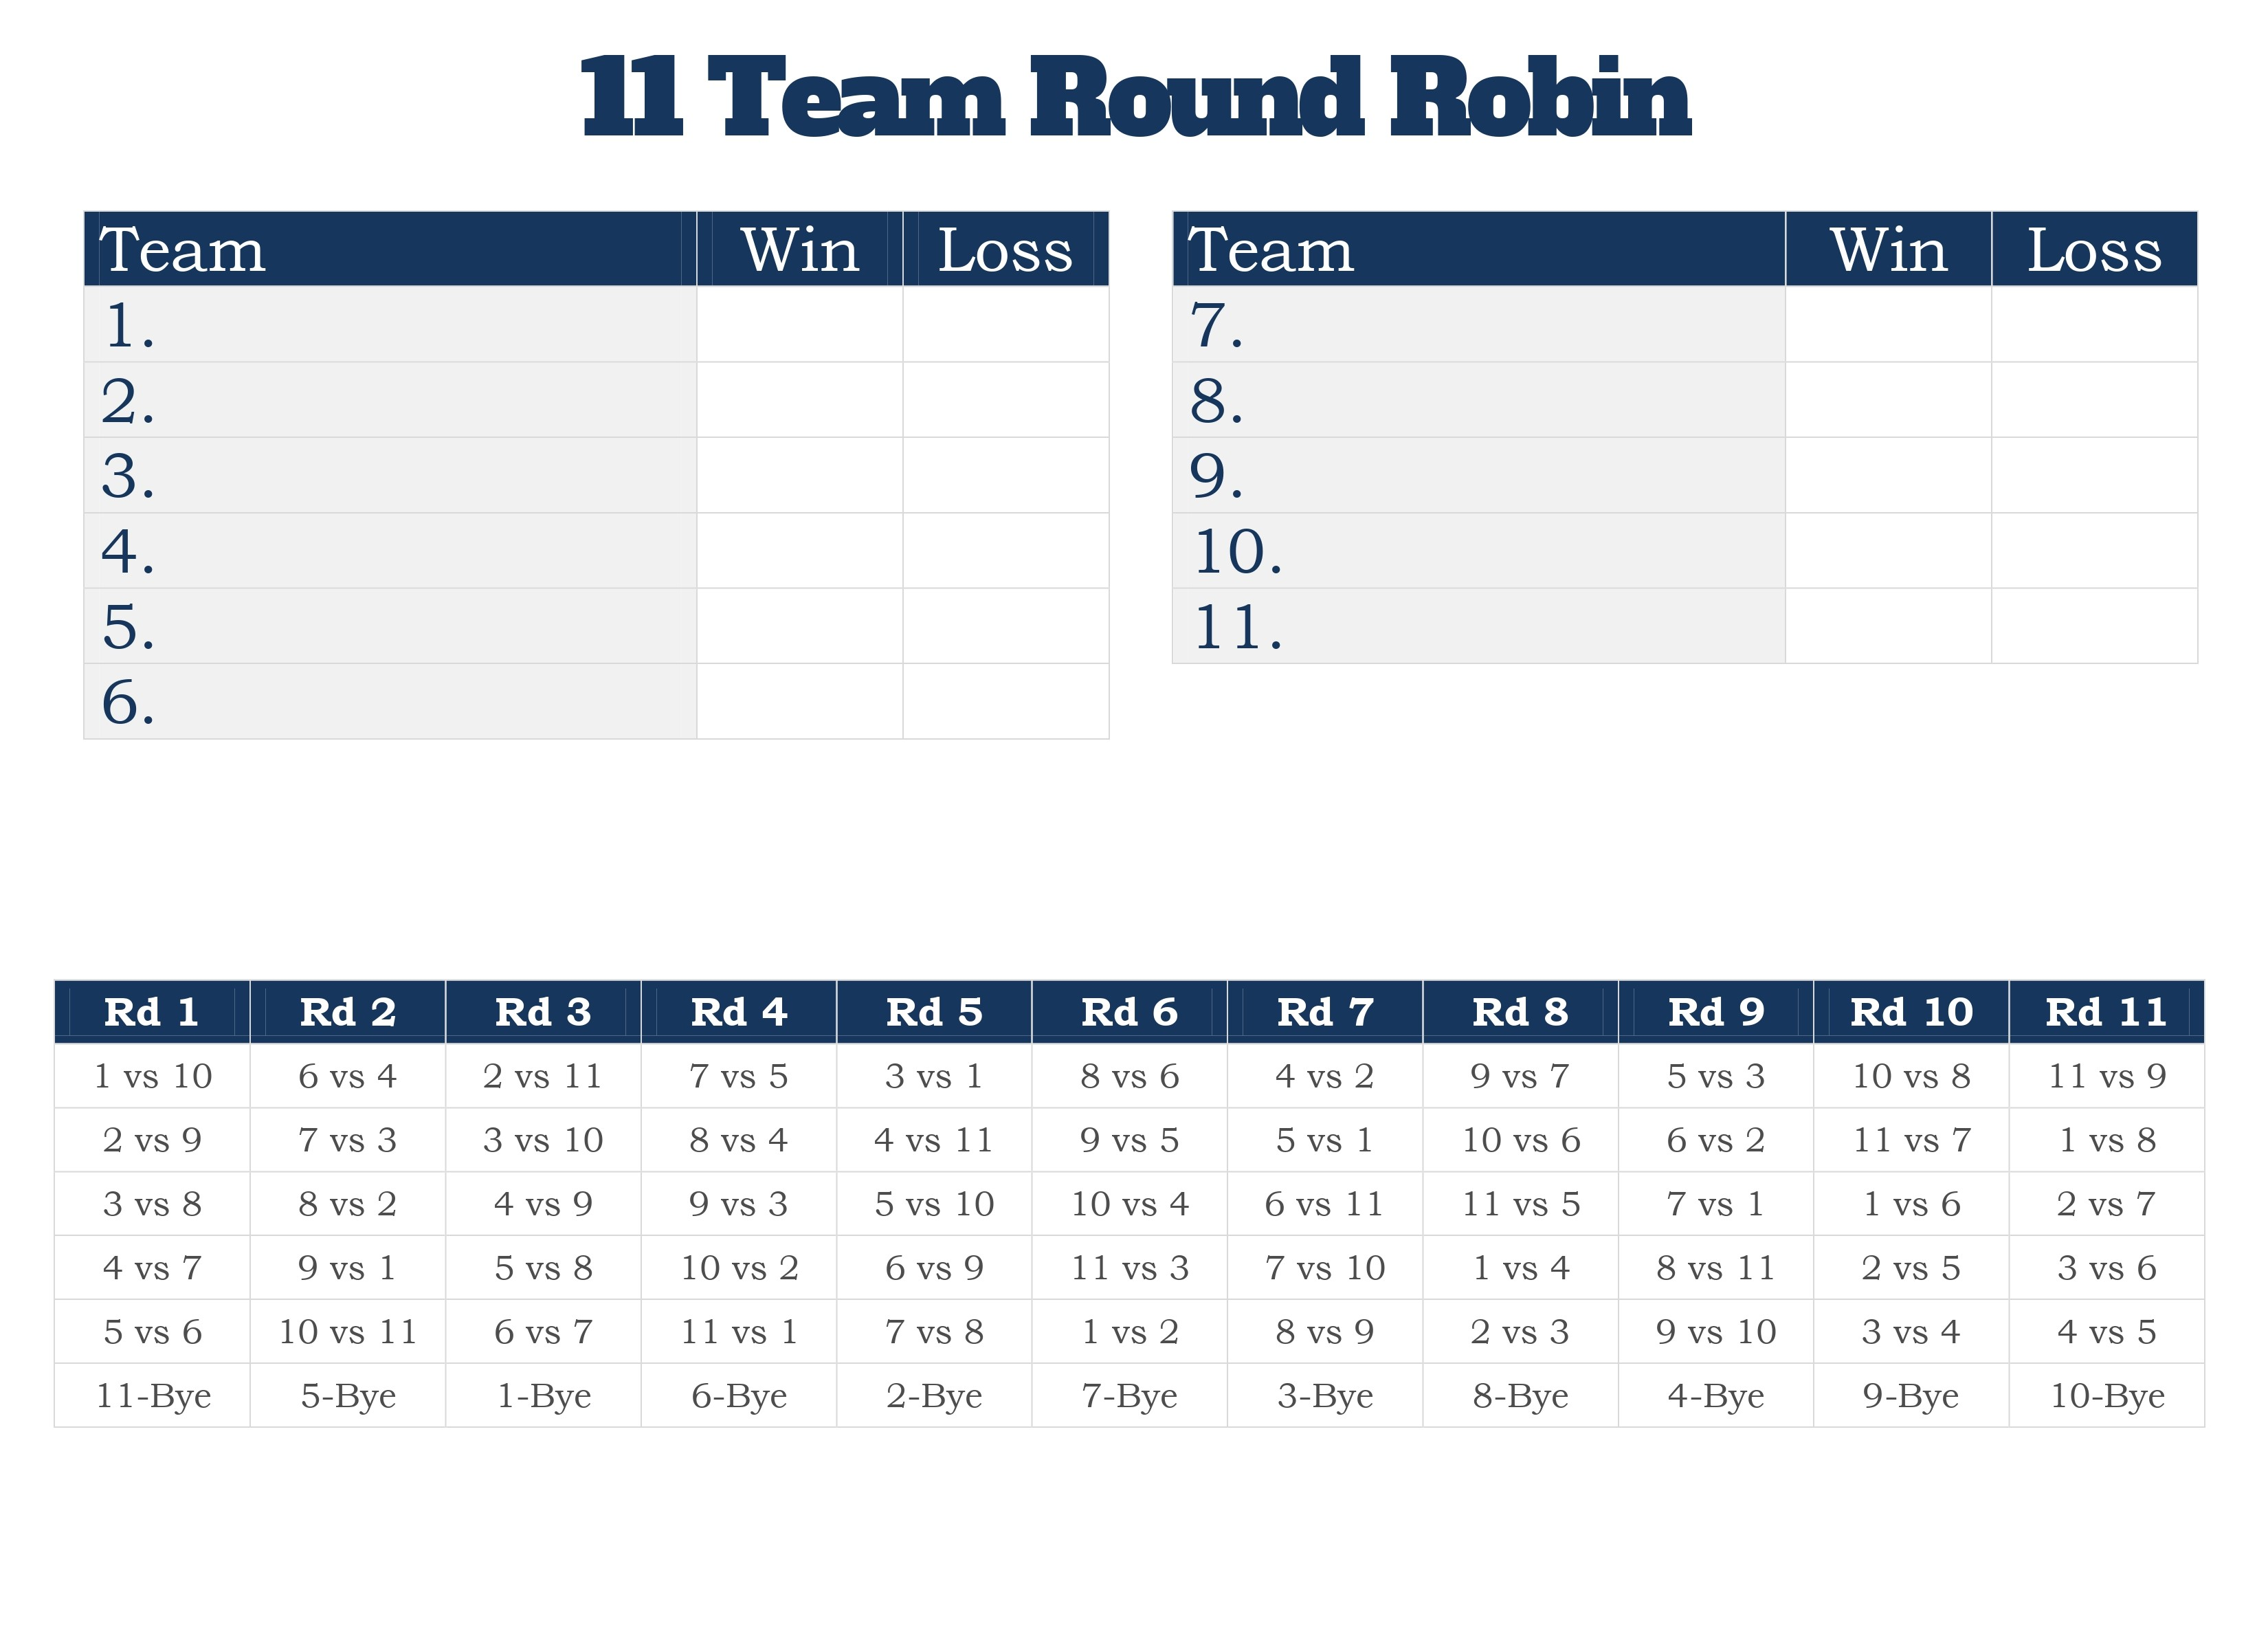 11 Team Round Robin
Team Win Loss
1.
2.
3.
4.
5.
6.
Team Win Loss
7.
8.
9.
10.
11.
Rd 1 Rd 2 Rd 3 Rd 4 Rd 5 Rd 6 Rd 7 Rd 8 Rd 9 Rd 10 Rd 11
1 vs 10 6 vs 4 2 vs 11 7 vs 5 3 vs 1 8 vs 6 4 vs 2 9 vs 7 5 vs 3 10 vs 8 11 vs 9
2 vs 9 7 vs 3 3 vs 10 8 vs 4 4 vs 11 9 vs 5 5 vs 1 10 vs 6 6 vs 2 11 vs 7 1 vs 8
3 vs 8 8 vs 2 4 vs 9 9 vs 3 5 vs 10 10 vs 4 6 vs 11 11 vs 5 7 vs 1 1 vs 6 2 vs 7
4 vs 7 9 vs 1 5 vs 8 10 vs 2 6 vs 9 11 vs 3 7 vs 10 1 vs 4 8 vs 11 2 vs 5 3 vs 6
5 vs 6 10 vs 11 6 vs 7 11 vs 1 7 vs 8 1 vs 2 8 vs 9 2 vs 3 9 vs 10 3 vs 4 4 vs 5
11-Bye 5-Bye 1-Bye 6-Bye 2-Bye 7-Bye 3-Bye 8-Bye 4-Bye 9-Bye 10-Bye